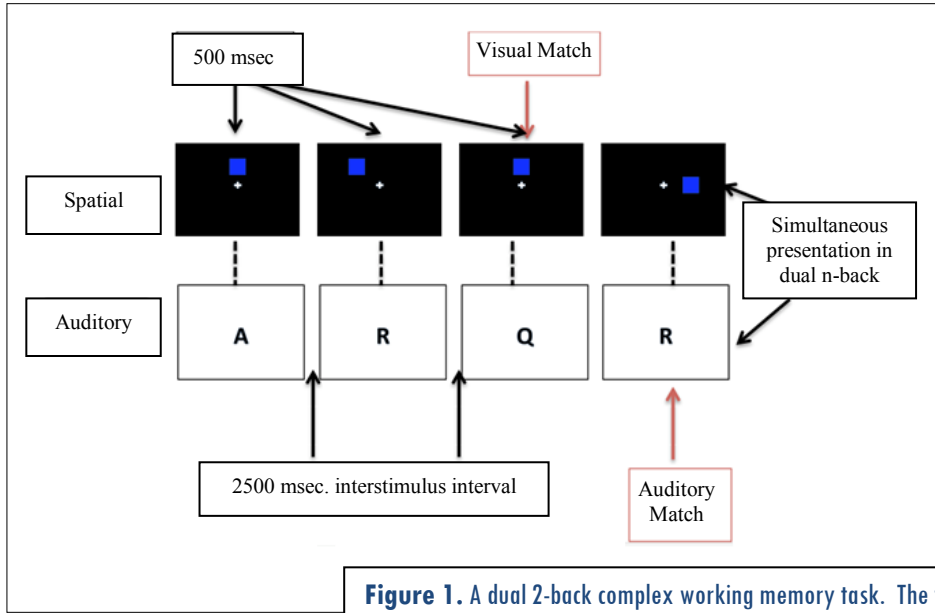 500 msec
Visual Match
Spatial
Simultaneous
presentation in
dual n-back
Auditory
A
R
Q
R
2500 msec. interstimulus interval
Auditory
Match
Figure 1. A dual 2-back complex working memory task. The